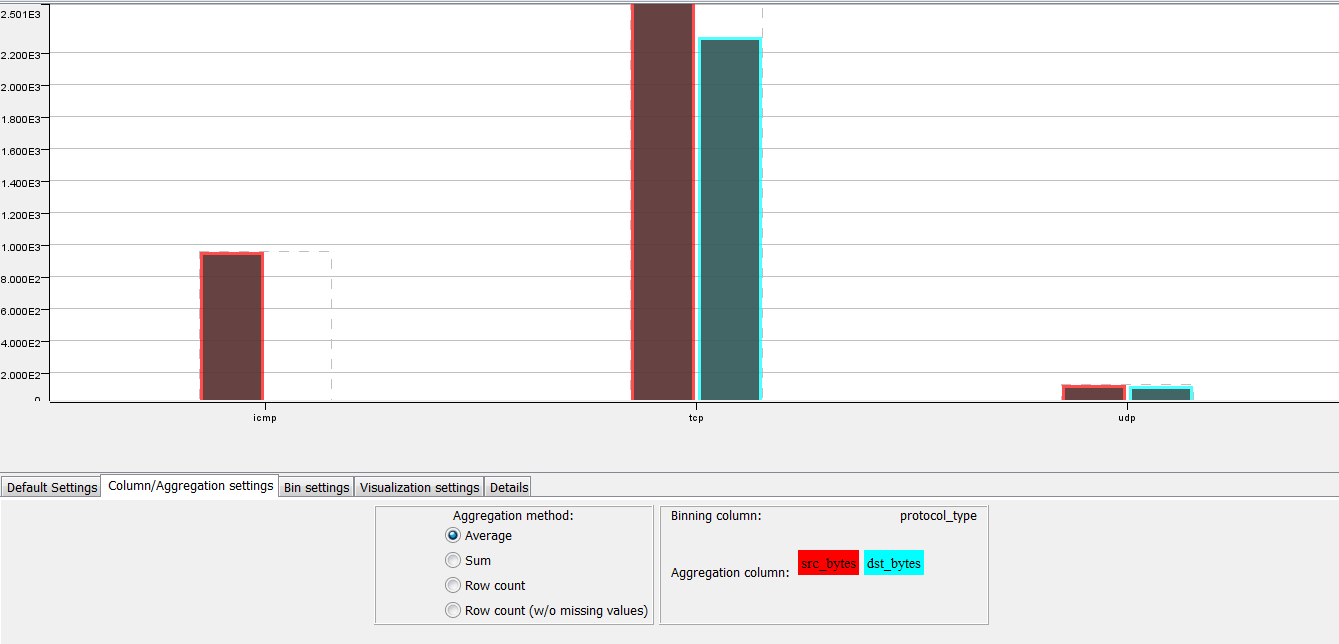 2.501E3
2.200E3
2.000E3
1.800E3
1.600E3
1.400E3
1.200E3
1.000E3
8.000E2
6.000E2
4.000E2
2.000E2
0
icmp tcp udp
Default Settings Column/Aggregation settings Bin settings Visualization settings Details
Aggregation method:
Average
Sum
Row count
Row count (w/o missing values)
Binning column: protocol_type
Aggregation column: src_bytes dst_bytes